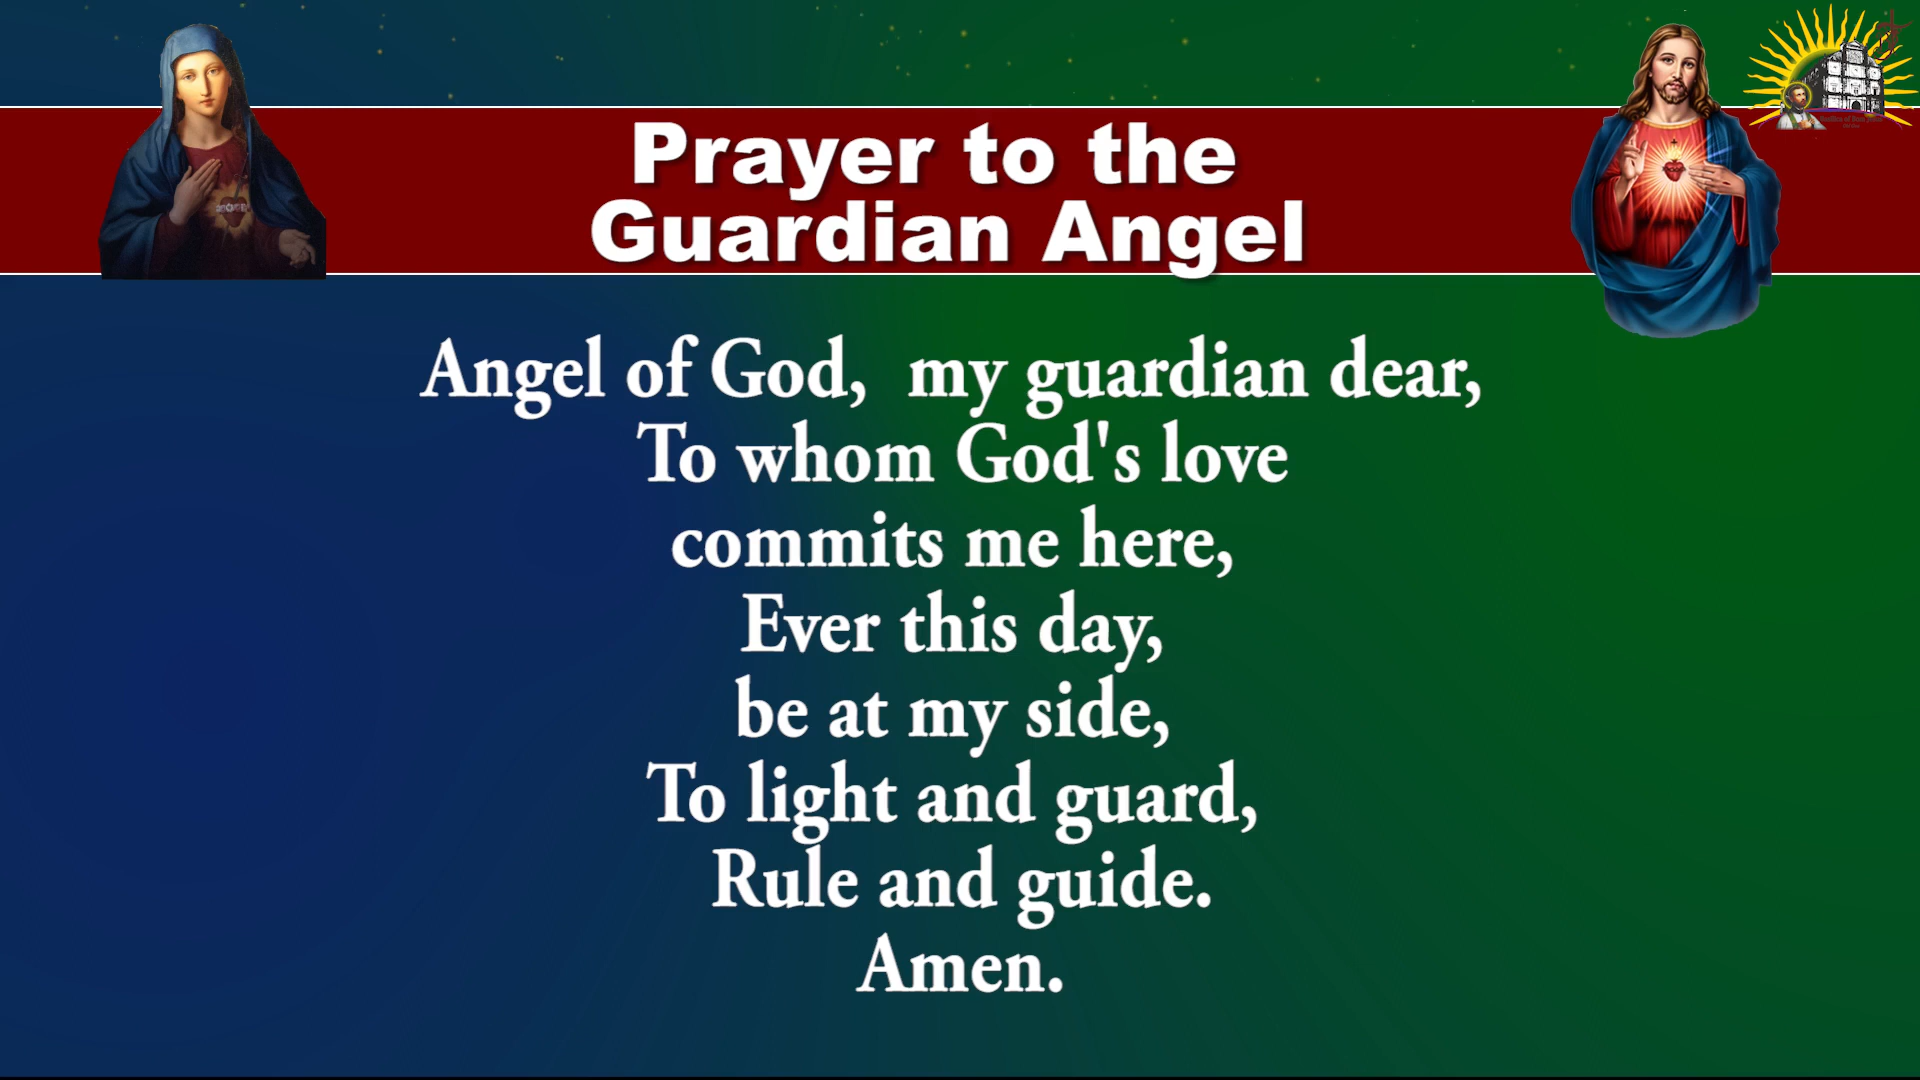 Prayer to the
Guardian Angel
Angel of God,  my guardian dear,
To whom God's love
commits me here,
Ever this day,
be at my side,
To light and guard,
Rule and guide.
Amen.